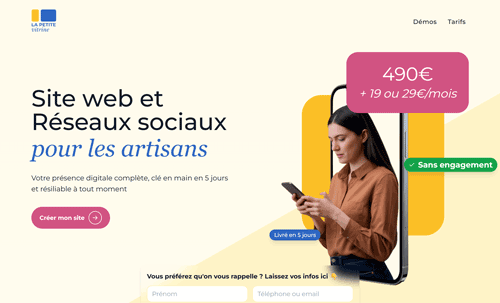 LA PETITE
vitrine
Démos
Tarifs
490€
+ 19 ou 29€/mois
Site web et
Réseaux sociaux
pour les artisans
✓ Sans engagement
Votre présence digitale complète, clé en main en 5 jours
et résiliable à tout moment
Créer mon site
Livré en 5 jours
Vous préférez qu'on vous rappelle ? Laissez vos infos ici 👇
Prénom
Téléphone ou email